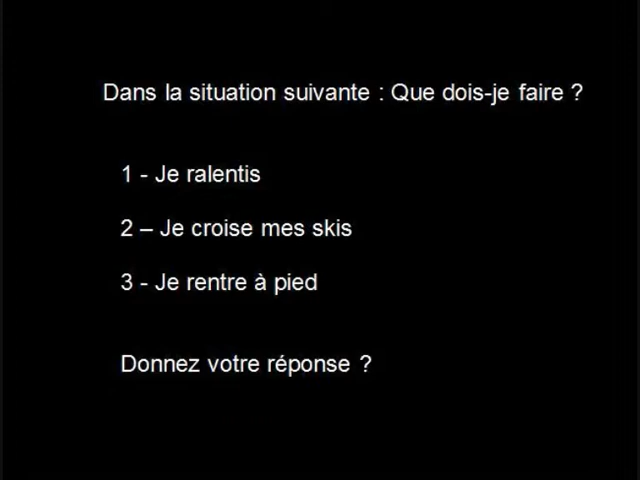 Dans la situation suivante : Que dois-je faire ?
1 - Je ralentis
2 – Je croise mes skis
3 - Je rentre à pied
Donnez votre réponse ?